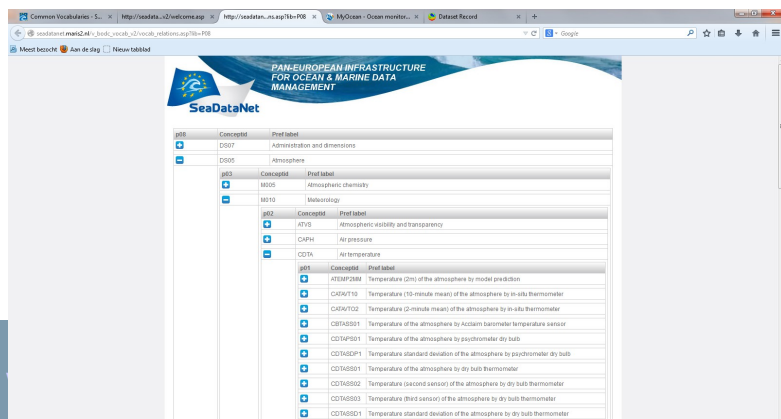 Common Vocabularies - S...
http://seadata...v2/welcome.asp
http://seadatan...ns.asp?lib=P08
MyOcean - Ocean monitor...
Dataset Record
seadatanet.maris2.nl/v_bodc_vocab_v2/vocab_relations.asp?lib=P08
Google
Meest bezocht
Aan de slag
Nieuw tabblad
PAN-EUROPEAN INFRASTRUCTURE
FOR OCEAN & MARINE DATA
MANAGEMENT
SeaDataNet
p08 Conceptid Pref label
DS07 Administration and dimensions
DS05 Atmosphere
p03 Conceptid Pref label
M005 Atmospheric chemistry
M010 Meteorology
p02 Conceptid Pref label
ATVS Atmospheric visibility and transparency
CAPH Air pressure
CDTA Air temperature
p01 Conceptid Pref label
ATEMP2MM Temperature (2m) of the atmosphere by model prediction
CATAVT10 Temperature (10-minute mean) of the atmosphere by in-situ thermometer
CATAVTO2 Temperature (2-minute mean) of the atmosphere by in-situ thermometer
CBTASS01 Temperature of the atmosphere by Acclaim barometer temperature sensor
CDTAPS01 Temperature of the atmosphere by psychrometer dry bulb
CDTASDP1 Temperature standard deviation of the atmosphere by psychrometer dry bulb
CDTASS01 Temperature of the atmosphere by dry bulb thermometer
CDTASS02 Temperature (second sensor) of the atmosphere by dry bulb thermometer
CDTASS03 Temperature (third sensor) of the atmosphere by dry bulb thermometer
CDTASSD1 Temperature standard deviation of the atmosphere by dry bulb thermometer